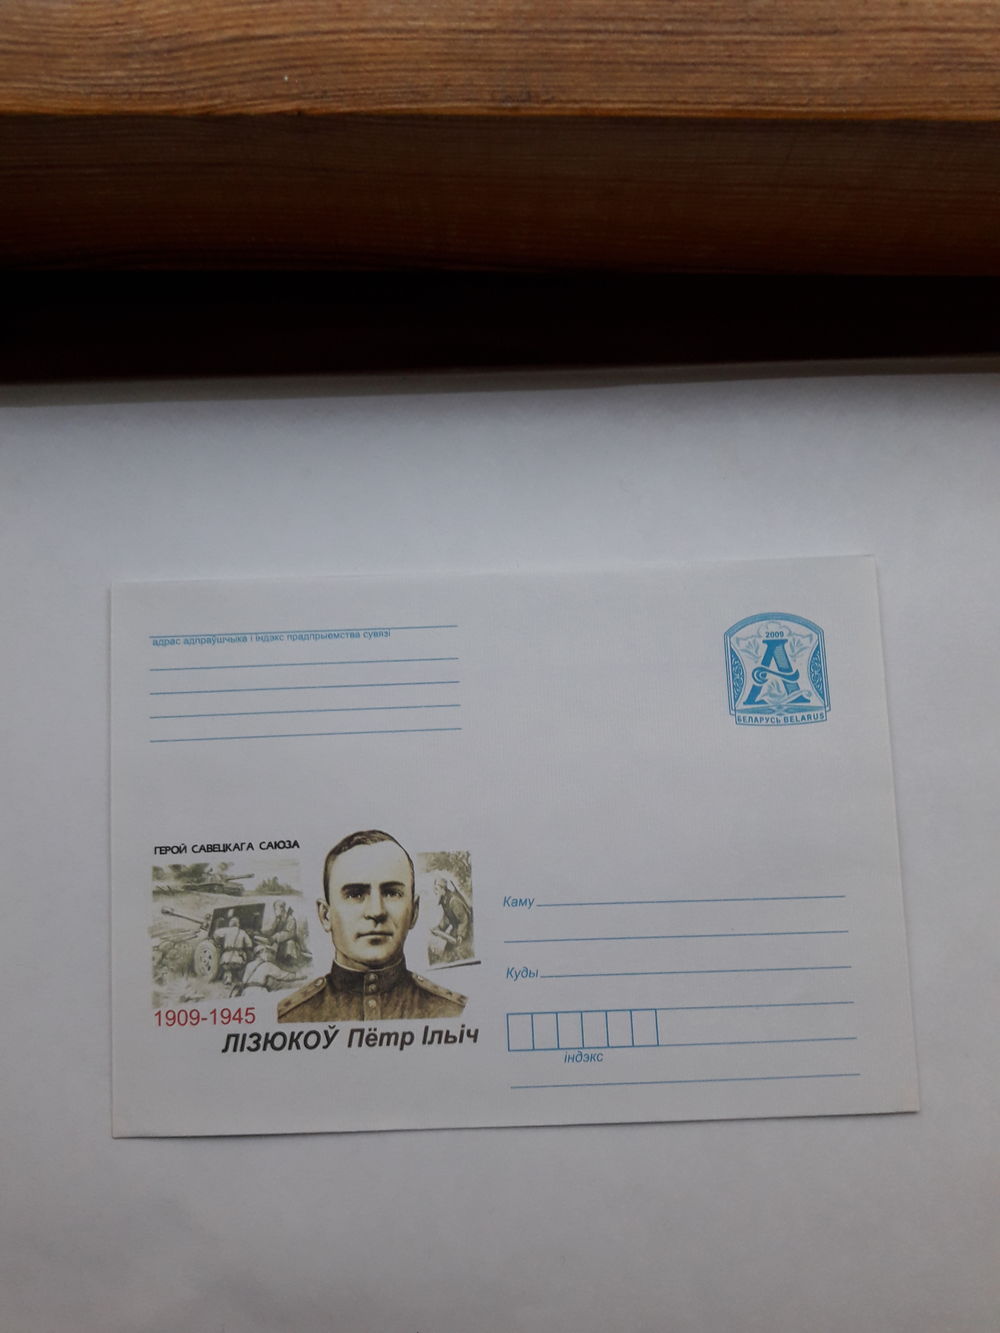 адрас адпраўшчыка і індэкс прадпрыемства сувязі
2009
А
БЕЛАРУСЬ BELARUS
ГЕРОЙ САВЕЦКАГА САЮЗА
1909-1945
ЛІЗЮКОЎ Пётр Ільіч
Каму
Куды
індэкс